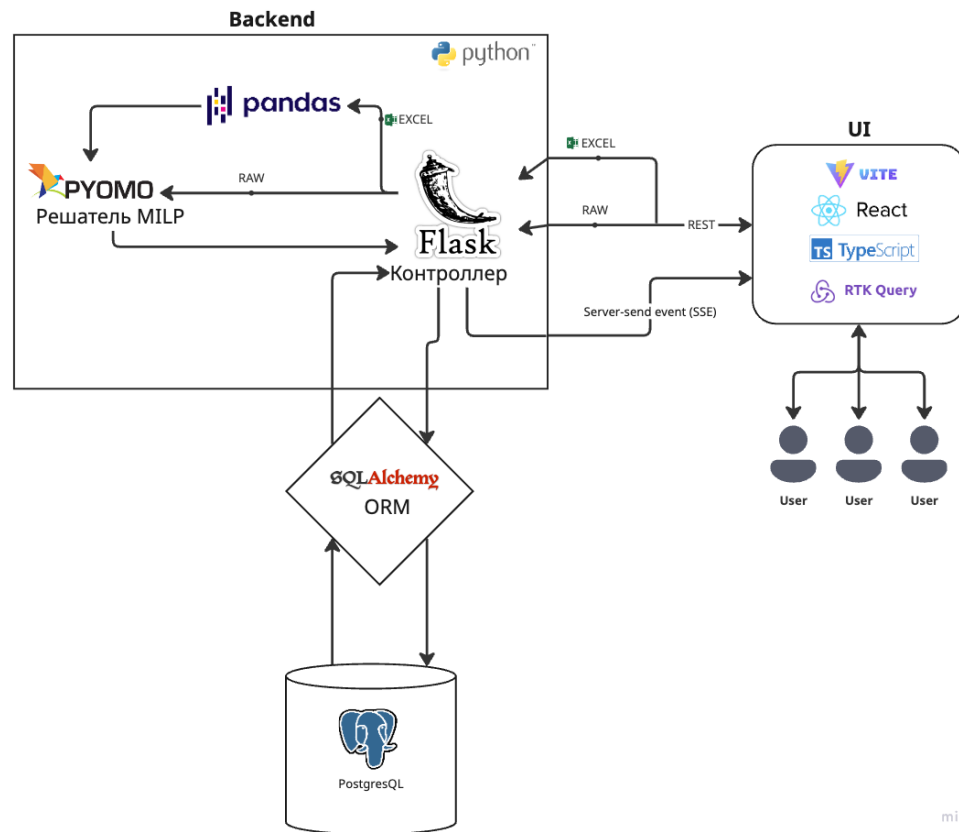 Backend
python™
pandas
EXCEL
EXCEL
UI
VITE
PYOMO
RAW
Решатель MILP
React
RAW
REST
Flask
TS TypeScript
Контроллер
RTK Query
Server-send event (SSE)
SQLAlchemy
ORM
User
User
User
PostgresQL
mi